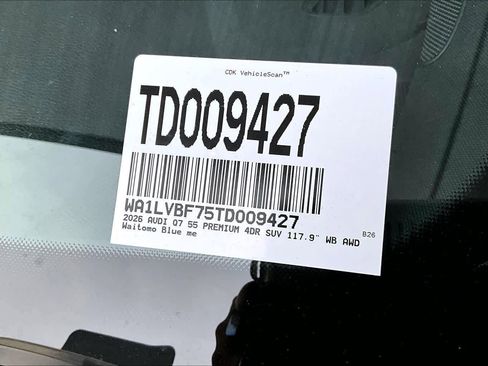 CDK VehicleScan™
TD009427
WA1LVBF75TD009427
2026 AUDI Q7 55 PREMIUM 4DR SUV 117.9" WB AWD B26
Waitomo Blue me